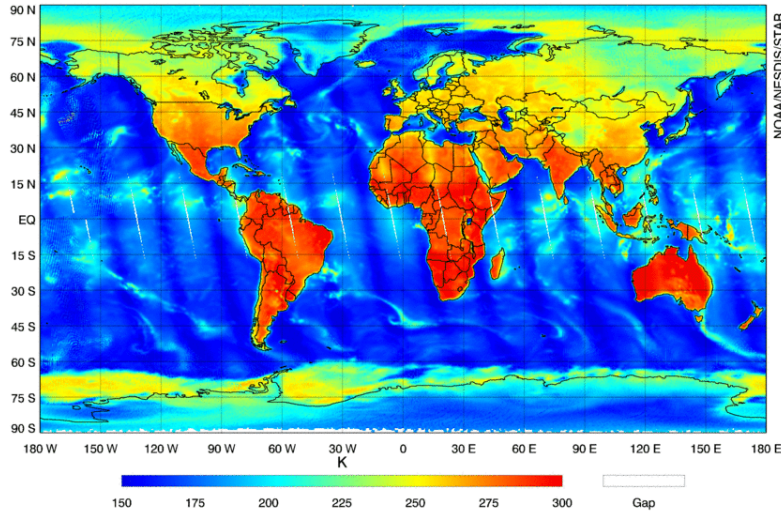 90 N
75 N
60 N
45 N
30 N
15 N
EQ
15 S
30 S
45 S
60 S
75 S
90 S
180 W 150 W 120 W 90 W 60 W 30 W 0 30 E 60 E 90 E 120 E 150 E 180 E
K
150 175 200 225 250 275 300 Gap
NOAA/NESDIS/STAR